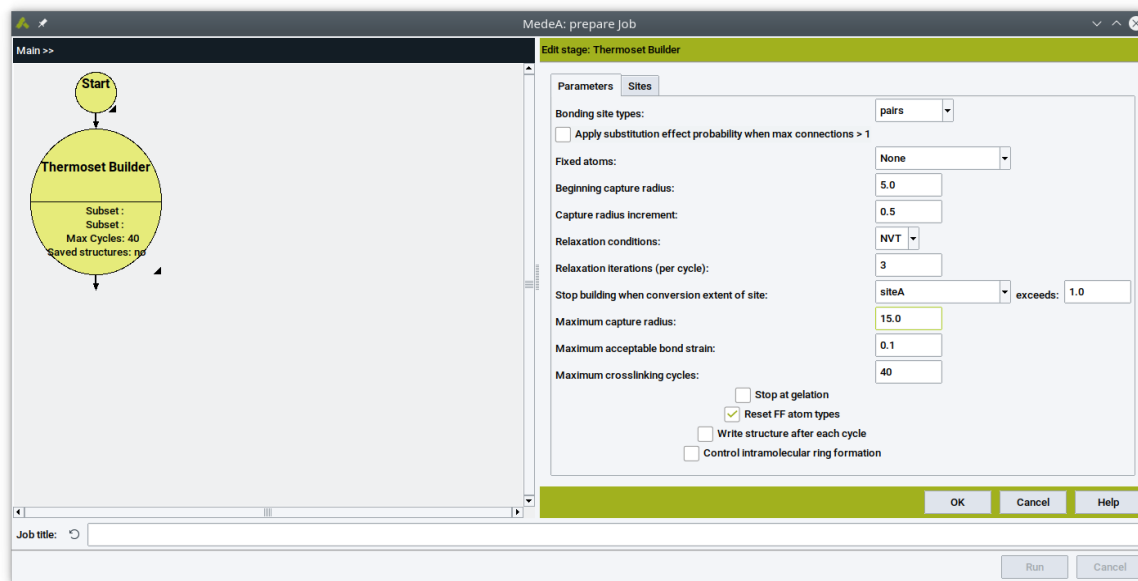 MedeA: prepare Job
Main >>
Edit stage: Thermoset Builder
Start
Thermoset Builder
Subset :
Subset :
Max Cycles: 40
Saved structures: no
Parameters Sites
Bonding site types: pairs
Apply substitution effect probability when max connections > 1
Fixed atoms: None
Beginning capture radius: 5.0
Capture radius increment: 0.5
Relaxation conditions: NVT
Relaxation iterations (per cycle): 3
Stop building when conversion extent of site: siteA exceeds: 1.0
Maximum capture radius: 15.0
Maximum acceptable bond strain: 0.1
Maximum crosslinking cycles: 40
Stop at gelation
Reset FF atom types
Write structure after each cycle
Control intramolecular ring formation
OK Cancel Help
Job title:
Run Cancel